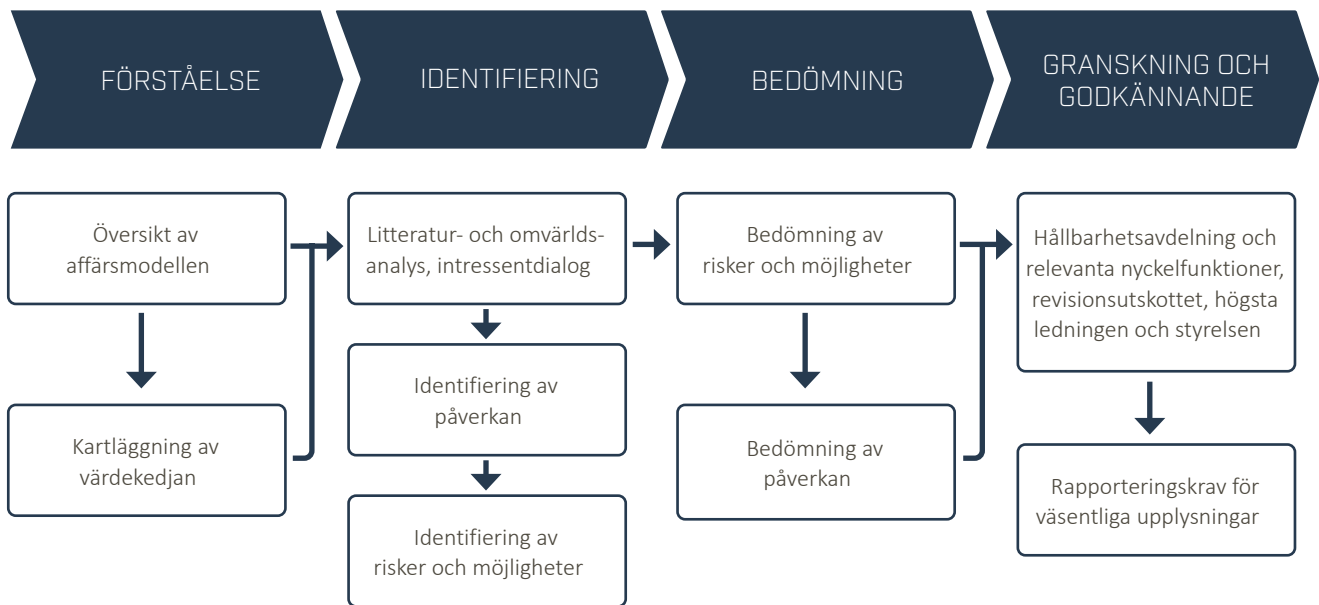 FÖRSTÅELSE
IDENTIFIERING
BEDÖMNING
GRANSKNING OCH
GODKÄNNANDE
Översikt av
affärsmodellen
Kartläggning av
värdekedjan
Litteratur- och omvärlds-
analys, intressentdialog
Identifiering av
påverkan
Identifiering av
risker och möjligheter
Bedömning av
risker och möjligheter
Bedömning av
påverkan
Hållbarhetsavdelning och
relevanta nyckelfunktioner,
revisionsutskottet, högsta
ledningen och styrelsen
Rapporteringskrav för
väsentliga upplysningar